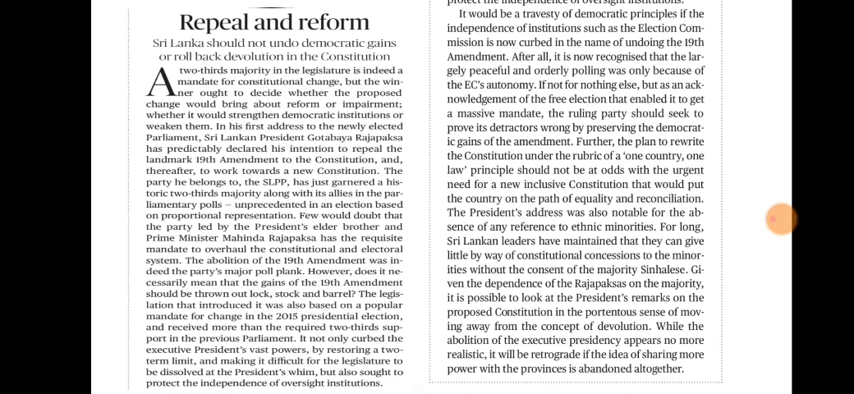 Repeal and reform
Sri Lanka should not undo democratic gains
or roll back devolution in the Constitution
A two-thirds majority in the legislature is indeed a
mandate for constitutional change, but the win-
ner ought to decide whether the proposed
change would bring about reform or impairment;
whether it would strengthen democratic institutions or
weaken them. In his first address to the newly elected
Parliament, Sri Lankan President Gotabaya Rajapaksa
has predictably declared his intention to repeal the
landmark 19th Amendment to the Constitution, and,
thereafter, to work towards a new Constitution. The
party he belongs to, the SLPP, has just garnered a his-
toric two-thirds majority along with its allies in the par-
liamentary polls — unprecedented in an election based
on proportional representation. Few would doubt that
the party led by the President's elder brother and
Prime Minister Mahinda Rajapaksa has the requisite
mandate to overhaul the constitutional and electoral
system. The abolition of the 19th Amendment was in-
deed the party's major poll plank. However, does it ne-
cessarily mean that the gains of the 19th Amendment
should be thrown out lock, stock and barrel? The legis-
lation that introduced it was also based on a popular
mandate for change in the 2015 presidential election,
and received more than the required two-thirds sup-
port in the previous Parliament. It not only curbed the
executive President's vast powers, by restoring a two-
term limit, and making it difficult for the legislature to
be dissolved at the President's whim, but also sought to
protect the independence of oversight institutions.
protect the independence of oversight institutions.
It would be a travesty of democratic principles if the
independence of institutions such as the Election Com-
mission is now curbed in the name of undoing the 19th
Amendment. After all, it is now recognised that the lar-
gely peaceful and orderly polling was only because of
the EC's autonomy. If not for nothing else, but as an ack-
nowledgement of the free election that enabled it to get
a massive mandate, the ruling party should seek to
prove its detractors wrong by preserving the democrat-
ic gains of the amendment. Further, the plan to rewrite
the Constitution under the rubric of a 'one country, one
law' principle should not be at odds with the urgent
need for a new inclusive Constitution that would put
the country on the path of equality and reconciliation.
The President's address was also notable for the ab-
sence of any reference to ethnic minorities. For long,
Sri Lankan leaders have maintained that they can give
little by way of constitutional concessions to the minor-
ities without the consent of the majority Sinhalese. Gi-
ven the dependence of the Rajapaksas on the majority,
it is possible to look at the President's remarks on the
proposed Constitution in the portentous sense of mov-
ing away from the concept of devolution. While the
abolition of the executive presidency appears no more
realistic, it will be retrograde if the idea of sharing more
power with the provinces is abandoned altogether.